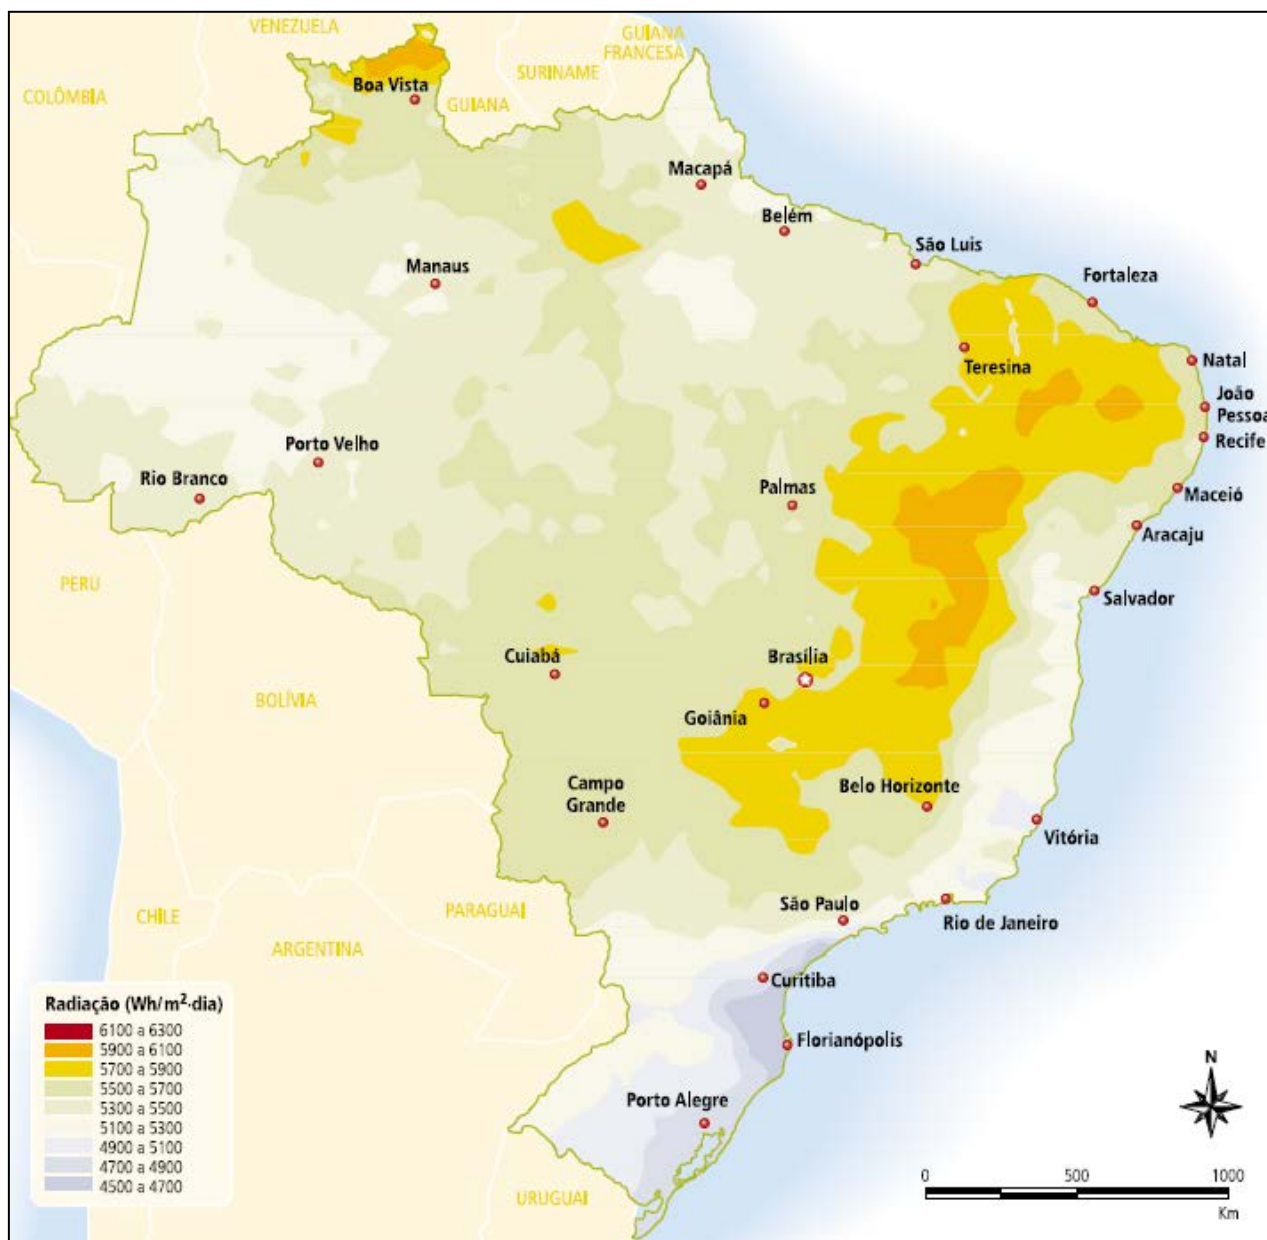 VENEZUELA
GUIANA
FRANCESA
SURINAME
COLÔMBIA
Boa Vista
GUIANA
Macapá
Belém
São Luis
Manaus
Fortaleza
Teresina
Natal
João
Pessoa
Porto Velho
Recife
Rio Branco
Palmas
Maceió
Aracaju
PERU
Salvador
Cuiabá
Brasília
BOLÍVIA
Goiânia
Campo
Grande
Belo Horizonte
Vitória
CHILE
PARAGUAI
São Paulo
Rio de Janeiro
ARGENTINA
Curitiba
Florianópolis
Porto Alegre
URUGUAI
Radiação (Wh/m²·dia)
6100 a 6300
5900 a 6100
5700 a 5900
5500 a 5700
5300 a 5500
5100 a 5300
4900 a 5100
4700 a 4900
4500 a 4700
N
0 500 1000
Km